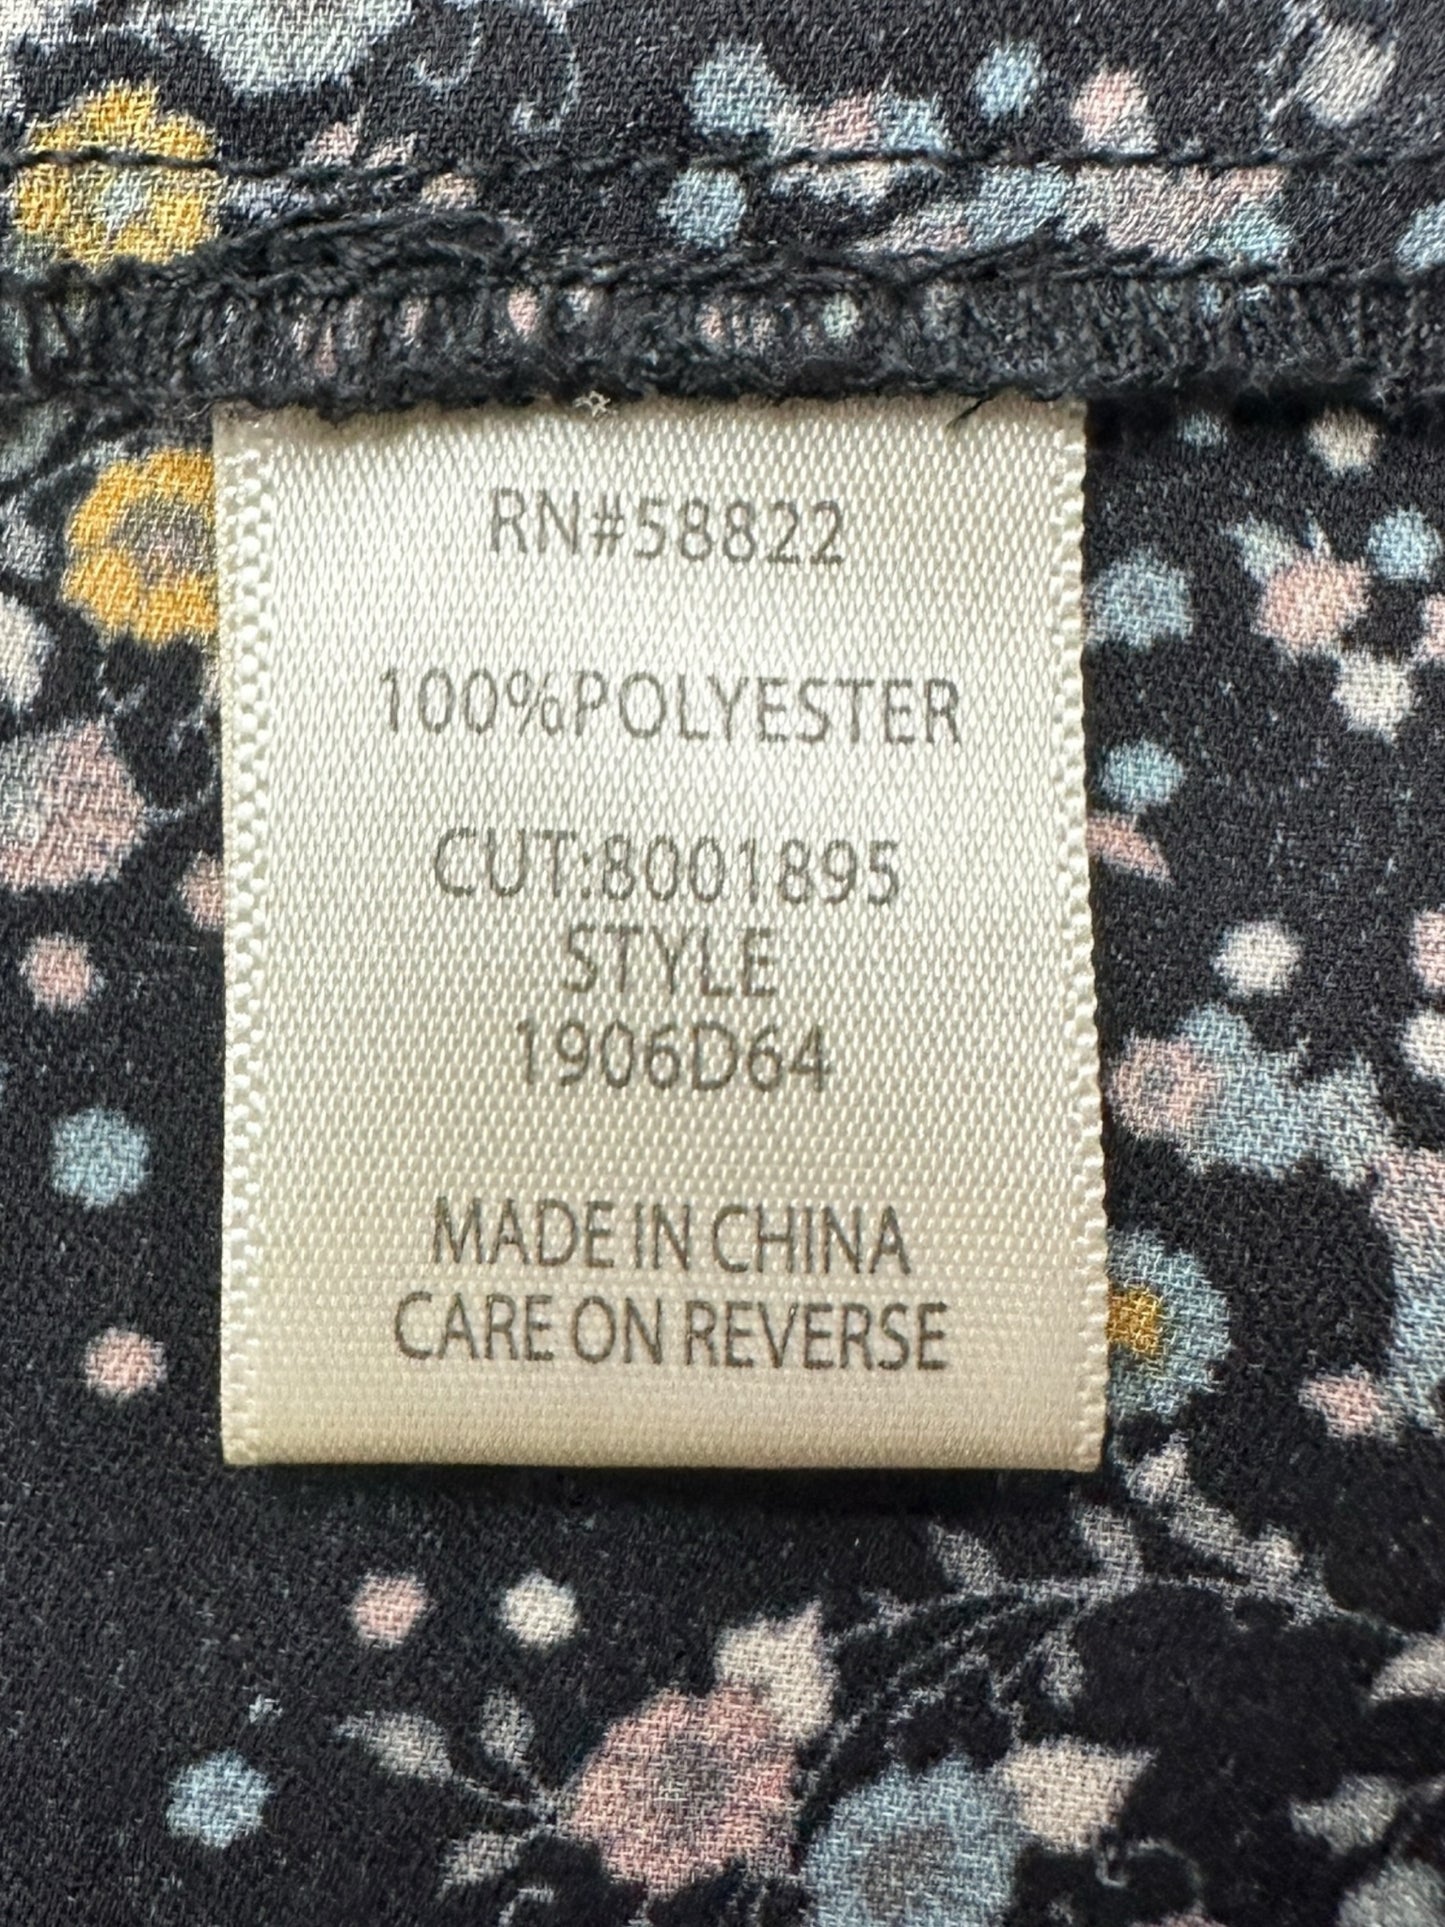 RN#58822
100%POLYESTER
CUT:8001895
STYLE
1906D64
MADE IN CHINA
CARE ON REVERSE